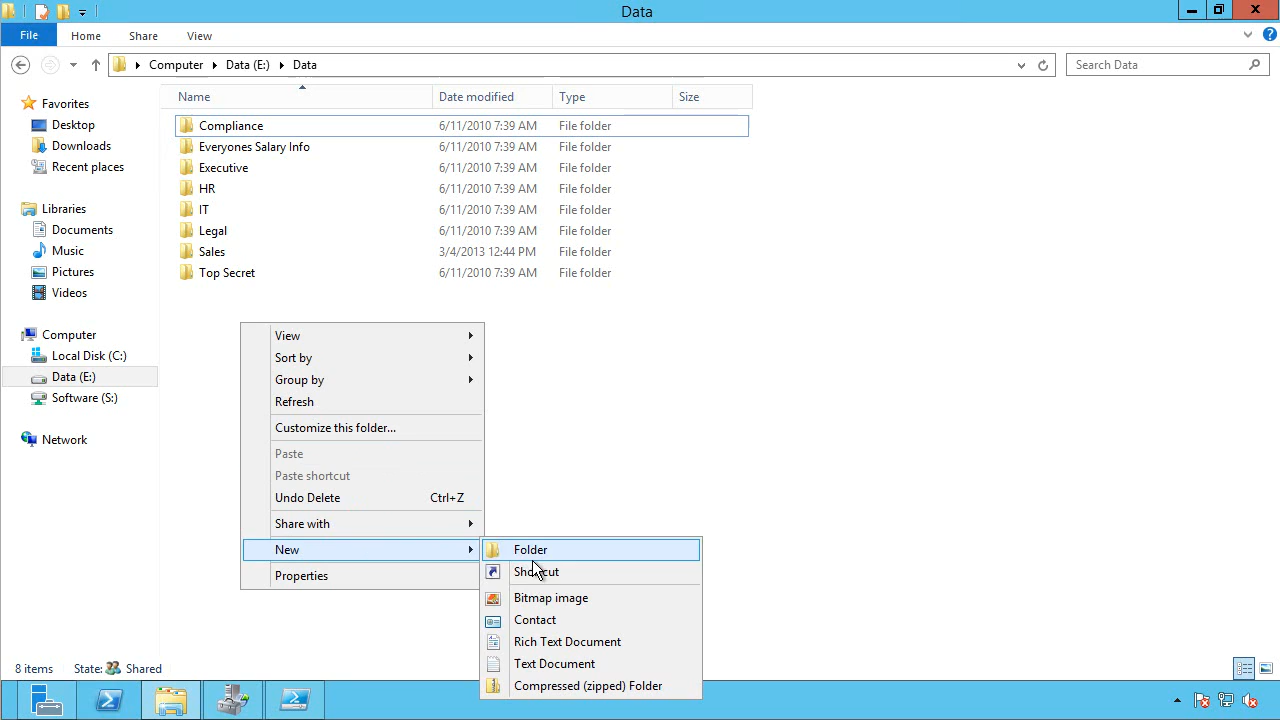 Data
File
Home
Share
View
Computer
Data (E:)
Data
Search Data
Favorites
Desktop
Downloads
Recent places
Libraries
Documents
Music
Pictures
Videos
Computer
Local Disk (C:)
Data (E:)
Software (S:)
Network
Name Date modified Type Size
Compliance 6/11/2010 7:39 AM File folder
Everyones Salary Info 6/11/2010 7:39 AM File folder
Executive 6/11/2010 7:39 AM File folder
HR 6/11/2010 7:39 AM File folder
IT 6/11/2010 7:39 AM File folder
Legal 6/11/2010 7:39 AM File folder
Sales 3/4/2013 12:44 PM File folder
Top Secret 6/11/2010 7:39 AM File folder
View
Sort by
Group by
Refresh
Customize this folder...
Paste
Paste shortcut
Undo Delete Ctrl+Z
Share with
New
Properties
Folder
Shortcut
Bitmap image
Contact
Rich Text Document
Text Document
Compressed (zipped) Folder
8 items State: Shared